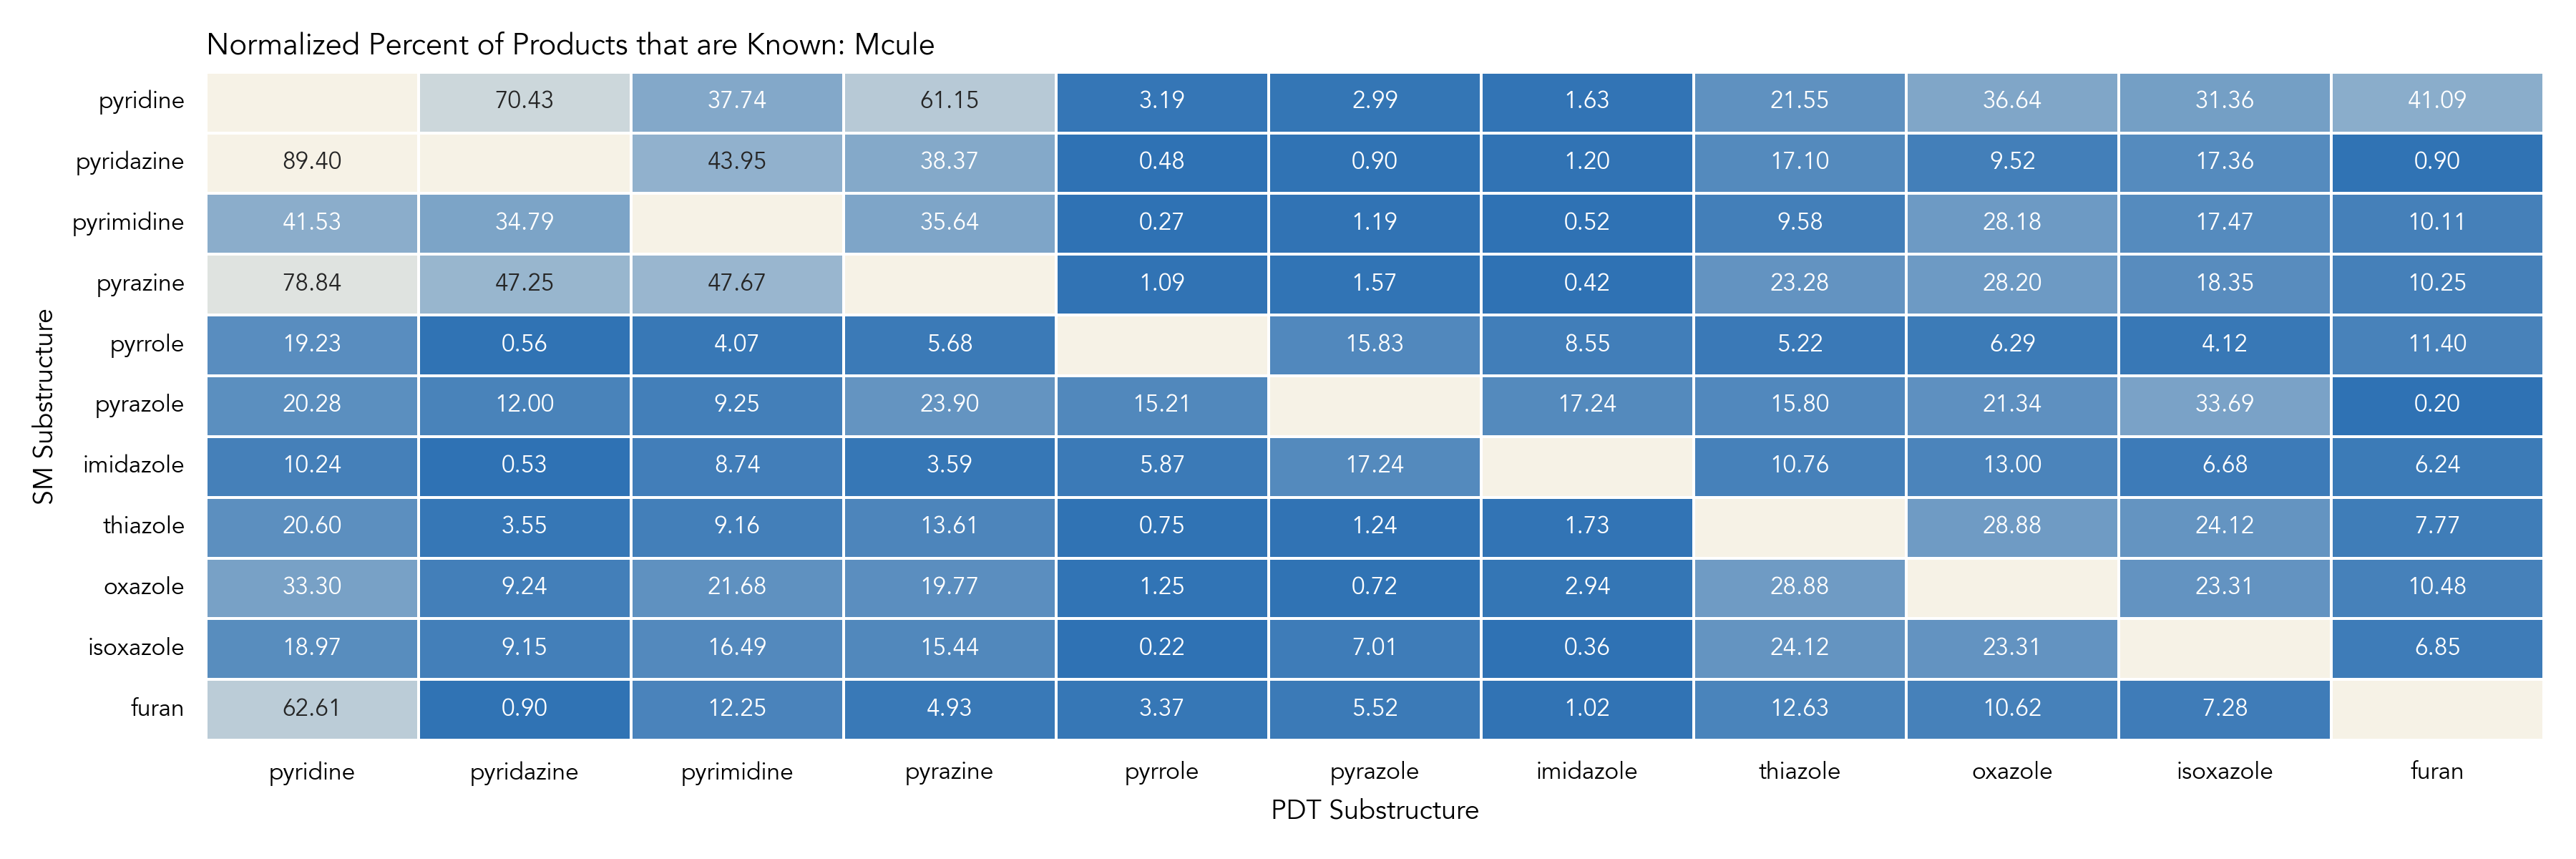 Normalized Percent of Products that are Known: Mcule
pyridine 70.43 37.74 61.15 3.19 2.99 1.63 21.55 36.64 31.36 41.09
pyridazine 89.40 43.95 38.37 0.48 0.90 1.20 17.10 9.52 17.36 0.90
pyrimidine 41.53 34.79 35.64 0.27 1.19 0.52 9.58 28.18 17.47 10.11
pyrazine 78.84 47.25 47.67 1.09 1.57 0.42 23.28 28.20 18.35 10.25
pyrrole 19.23 0.56 4.07 5.68 15.83 8.55 5.22 6.29 4.12 11.40
pyrazole 20.28 12.00 9.25 23.90 15.21 17.24 15.80 21.34 33.69 0.20
imidazole 10.24 0.53 8.74 3.59 5.87 17.24 10.76 13.00 6.68 6.24
thiazole 20.60 3.55 9.16 13.61 0.75 1.24 1.73 28.88 24.12 7.77
oxazole 33.30 9.24 21.68 19.77 1.25 0.72 2.94 28.88 23.31 10.48
isoxazole 18.97 9.15 16.49 15.44 0.22 7.01 0.36 24.12 23.31 6.85
furan 62.61 0.90 12.25 4.93 3.37 5.52 1.02 12.63 10.62 7.28
SM Substructure
pyridine pyridazine pyrimidine pyrazine pyrrole pyrazole imidazole thiazole oxazole isoxazole furan
PDT Substructure